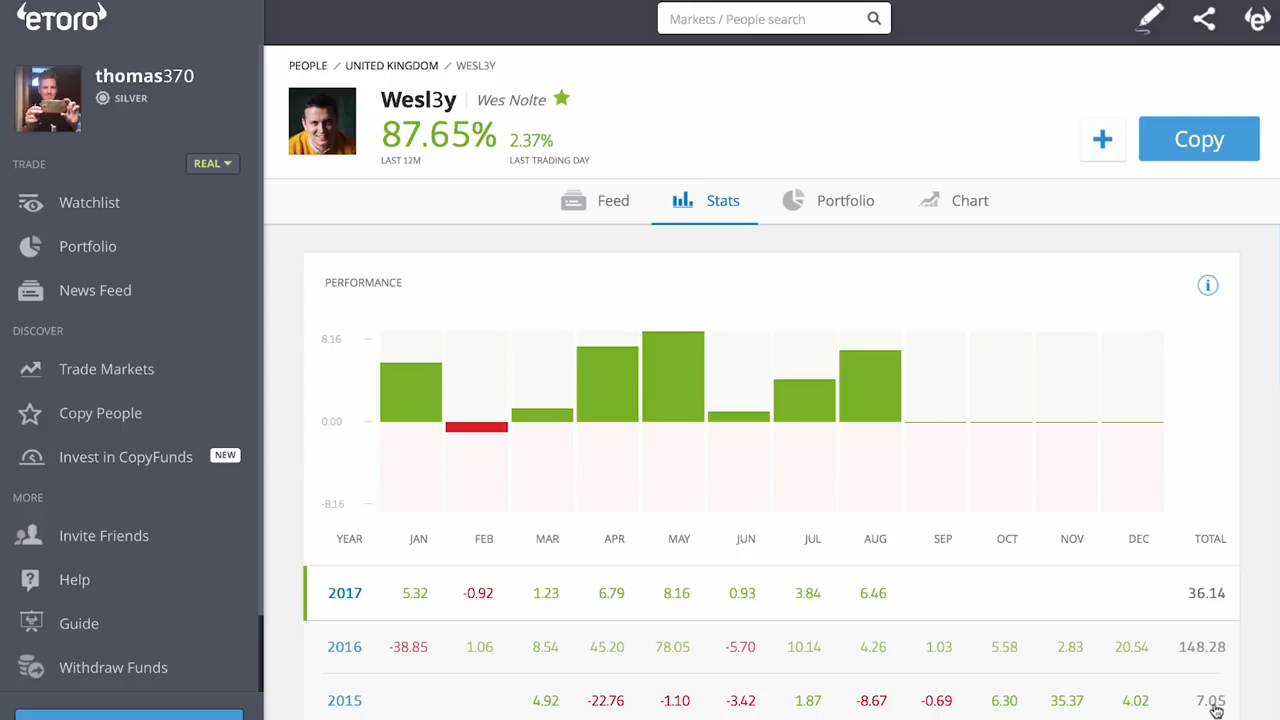 eTORO
Markets / People search
thomas370
SILVER
TRADE
REAL
Watchlist
Portfolio
News Feed
DISCOVER
Trade Markets
Copy People
Invest in CopyFunds NEW
MORE
Invite Friends
Help
Guide
Withdraw Funds
PEOPLE / UNITED KINGDOM / WESL3Y
Wesl3y Wes Nolte
87.65% 2.37%
LAST 12M LAST TRADING DAY
+ Copy
Feed Stats Portfolio Chart
PERFORMANCE
8.16
0.00
-8.16
YEAR JAN FEB MAR APR MAY JUN JUL AUG SEP OCT NOV DEC TOTAL
2017 5.32 -0.92 1.23 6.79 8.16 0.93 3.84 6.46 36.14
2016 -38.85 1.06 8.54 45.20 78.05 -5.70 10.14 4.26 1.03 5.58 2.83 20.54 148.28
2015 4.92 -22.76 -1.10 -3.42 1.87 -8.67 -0.69 6.30 35.37 4.02 7.05